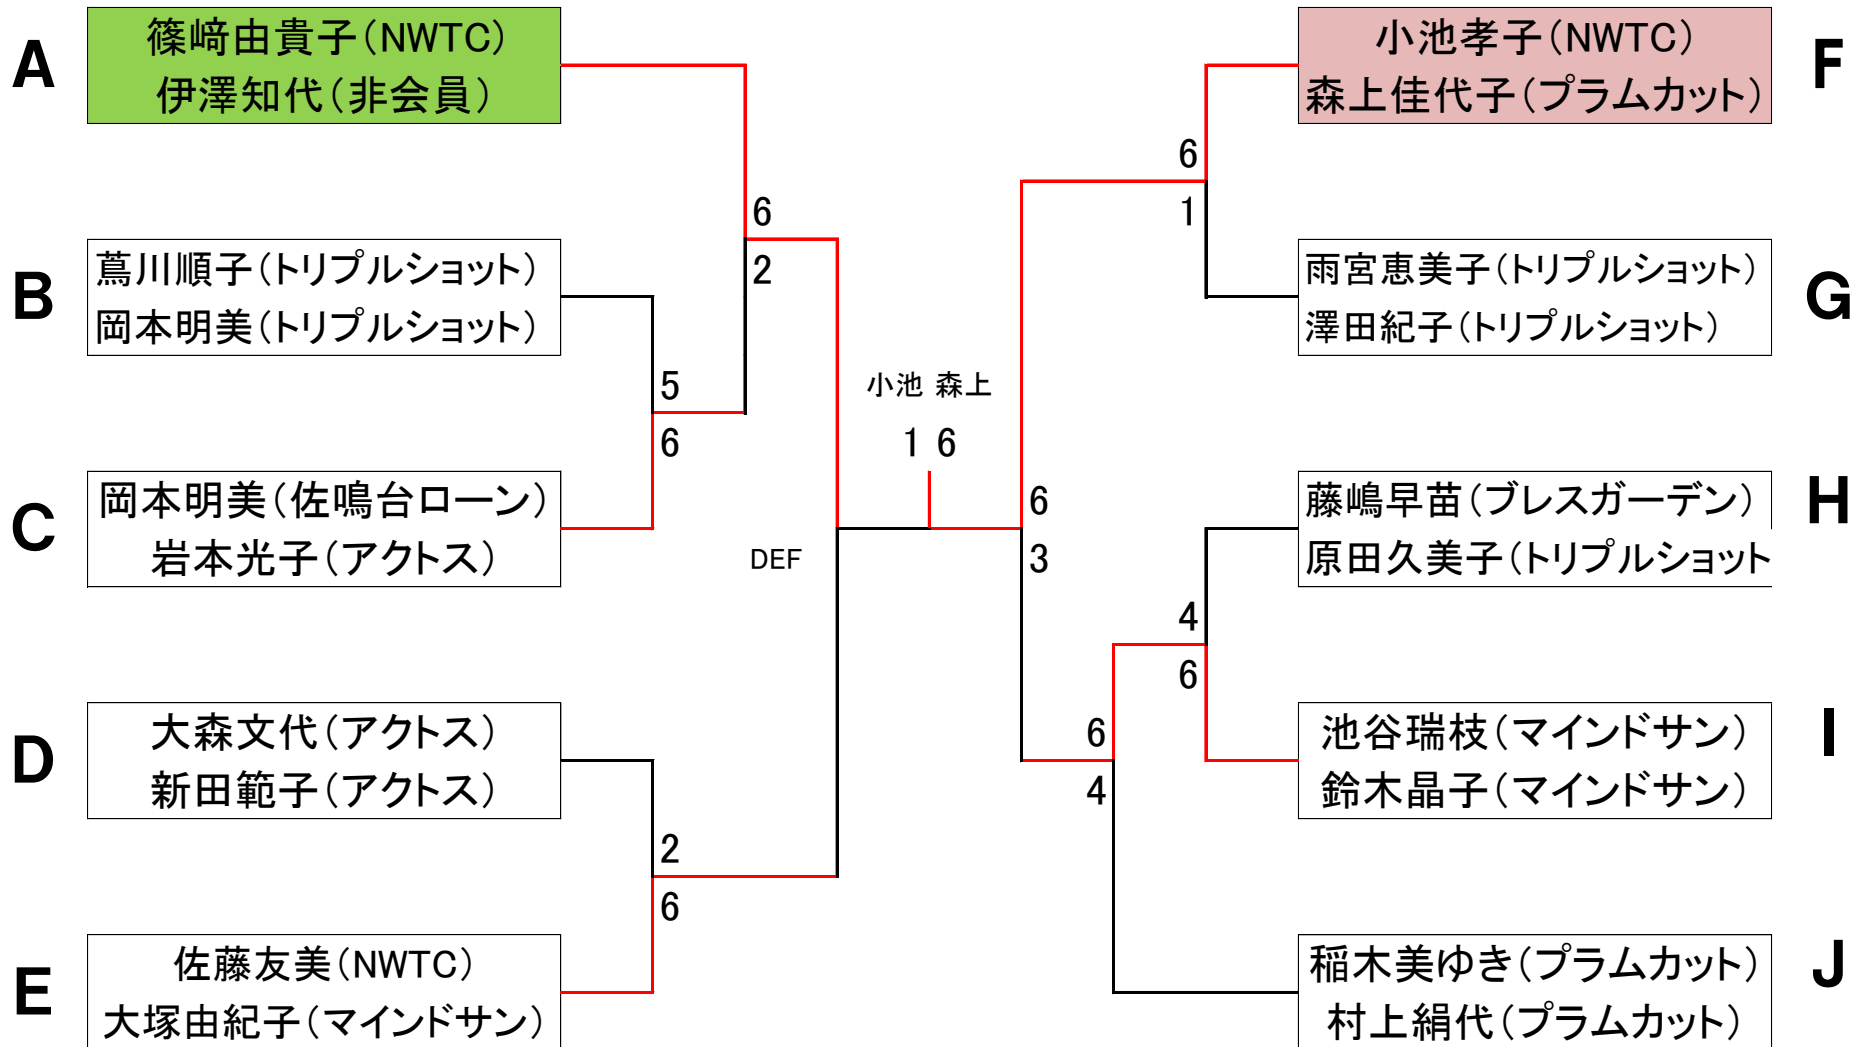 A
篠﨑由貴子(NWTC)
伊澤知代(非会員)
B
蔦川順子(トリプルショット)
岡本明美(トリプルショット)
C
岡本明美(佐鳴台ローン)
岩本光子(アクトス)
D
大森文代(アクトス)
新田範子(アクトス)
E
佐藤友美(NWTC)
大塚由紀子(マインドサン)
6
2
5
6
2
6
DEF
小池 森上
1 6
6
3
6
1
4
6
6
4
小池孝子(NWTC)
森上佳代子(プラムカット)
F
雨宮恵美子(トリプルショット)
澤田紀子(トリプルショット)
G
藤嶋早苗(ブレスガーデン)
原田久美子(トリプルショット
H
池谷瑞枝(マインドサン)
鈴木晶子(マインドサン)
I
稲木美ゆき(プラムカット)
村上絹代(プラムカット)
J